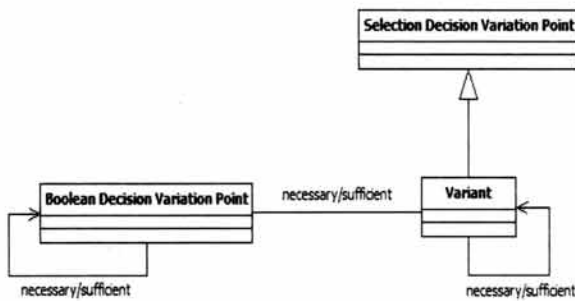 Selection Decision Variation Point
Boolean Decision Variation Point
necessary/sufficient
Variant
necessary/sufficient
necessary/sufficient